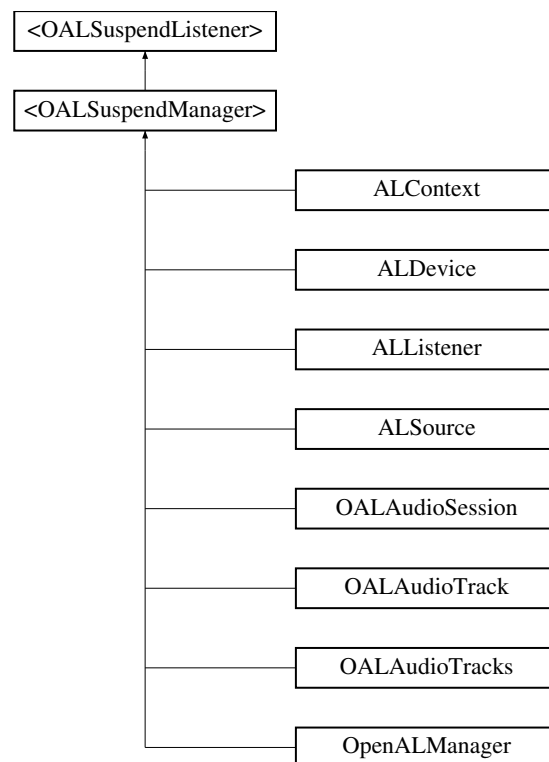 <OALSuspendListener>
<OALSuspendManager>
ALContext
ALDevice
ALListener
ALSource
OALAudioSession
OALAudioTrack
OALAudioTracks
OpenALManager